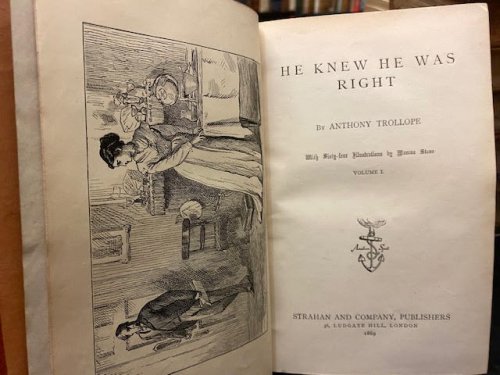 HE KNEW HE WAS
RIGHT
BY ANTHONY TROLLOPE
With Sixty-four Illustrations by Marcus Stone
VOLUME I.
STRAHAN AND COMPANY, PUBLISHERS
56, LUDGATE HILL, LONDON
1869